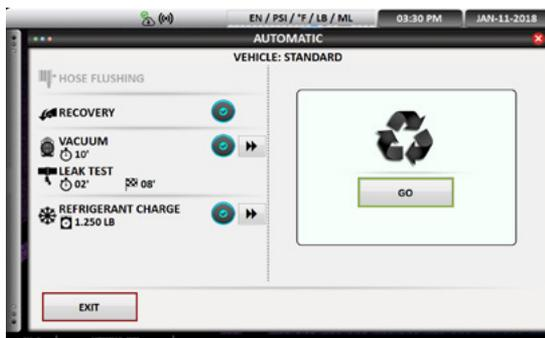 EN / PSI / °F / LB / ML 03:30 PM JAN-11-2018
AUTOMATIC
VEHICLE: STANDARD
HOSE FLUSHING
RECOVERY
VACUUM
10'
LEAK TEST
02' 08'
REFRIGERANT CHARGE
1.250 LB
GO
EXIT